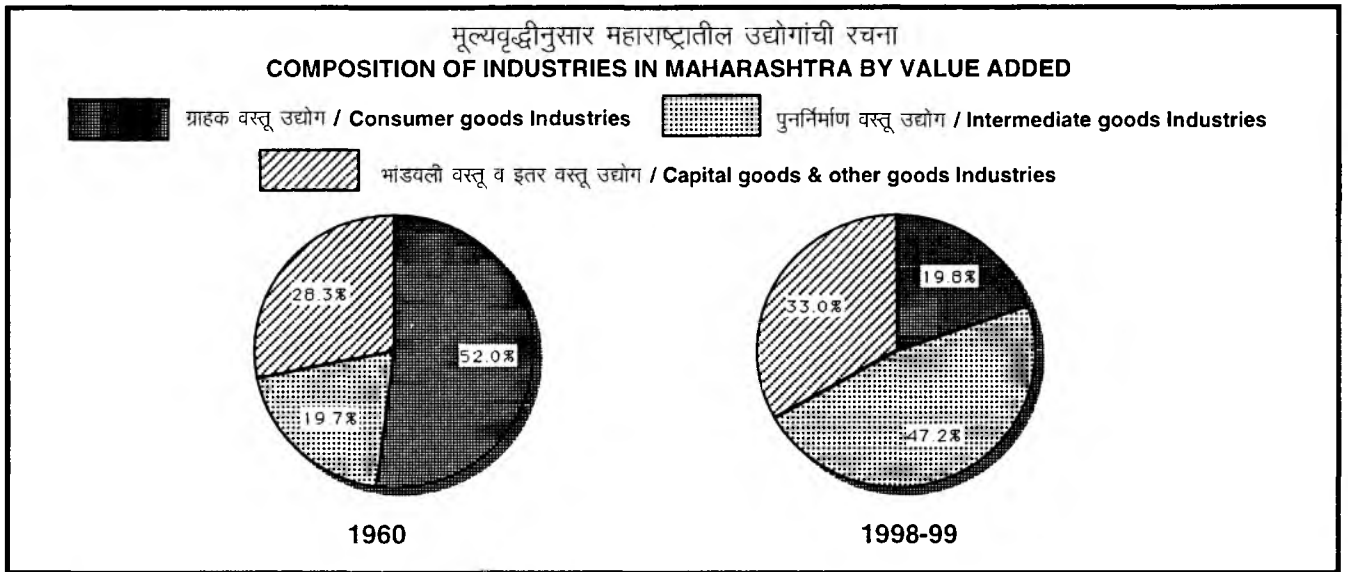 मूल्यवृद्धीनुसार महाराष्ट्रातील उद्योगांची रचना
COMPOSITION OF INDUSTRIES IN MAHARASHTRA BY VALUE ADDED
ग्राहक वस्तू उद्योग / Consumer goods Industries पुनर्निर्माण वस्तू उद्योग / Intermediate goods Industries
भांडवली वस्तू व इतर वस्तू उद्योग / Capital goods & other goods Industries
28.3% 52.0% 19.7%
19.8% 33.0% 47.2%
1960 1998-99